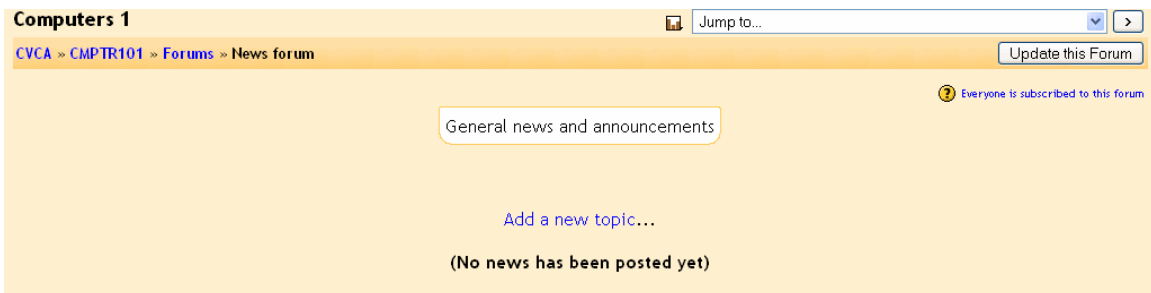 Computers 1
Jump to...
>
CVCA » CMPTR101 » Forums » News forum
Update this Forum
? Everyone is subscribed to this forum
General news and announcements
Add a new topic...
(No news has been posted yet)